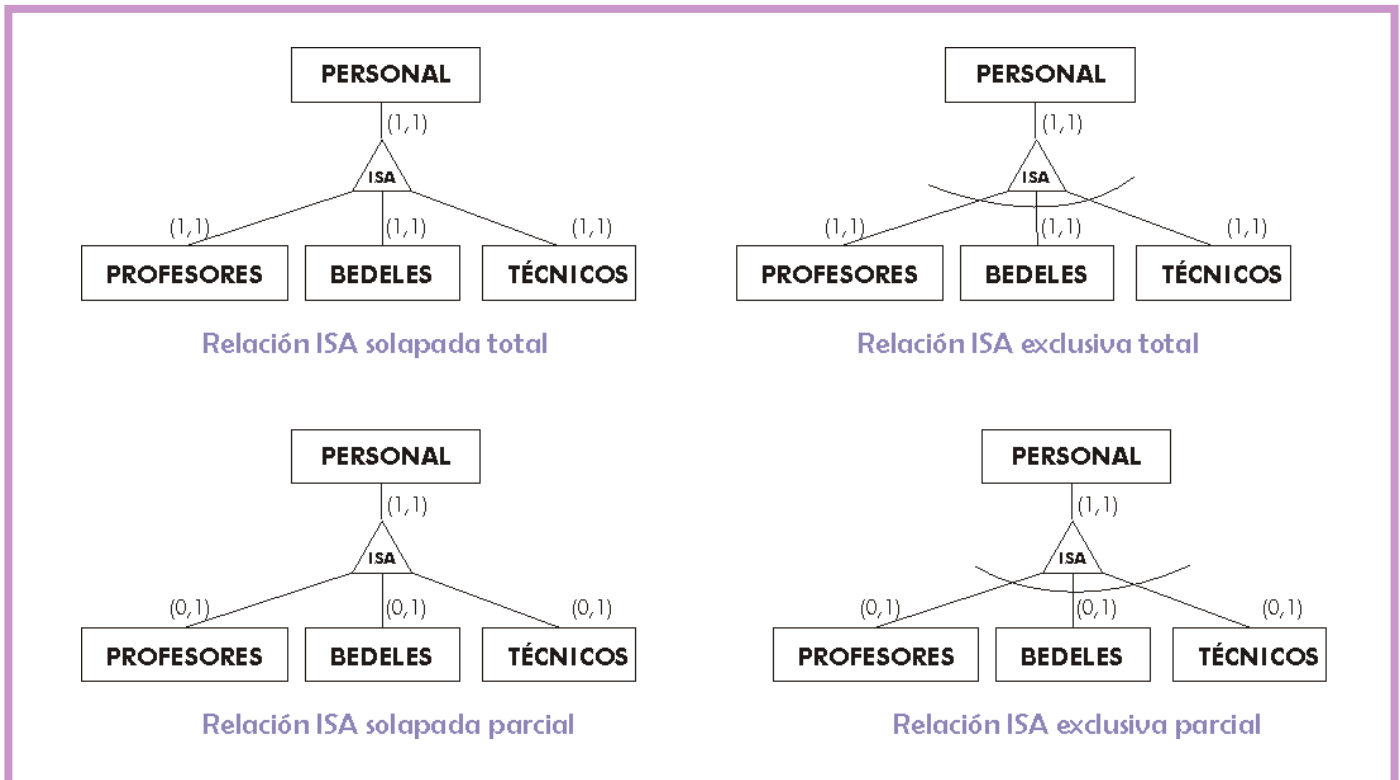 PERSONAL
(1,1)
ISA
(1,1) (1,1) (1,1)
PROFESORES BEDELES TÉCNICOS
Relación ISA solapada total
PERSONAL
(1,1)
ISA
(1,1) (1,1) (1,1)
PROFESORES BEDELES TÉCNICOS
Relación ISA exclusiva total
PERSONAL
(1,1)
ISA
(0,1) (0,1) (0,1)
PROFESORES BEDELES TÉCNICOS
Relación ISA solapada parcial
PERSONAL
(1,1)
ISA
(0,1) (0,1) (0,1)
PROFESORES BEDELES TÉCNICOS
Relación ISA exclusiva parcial